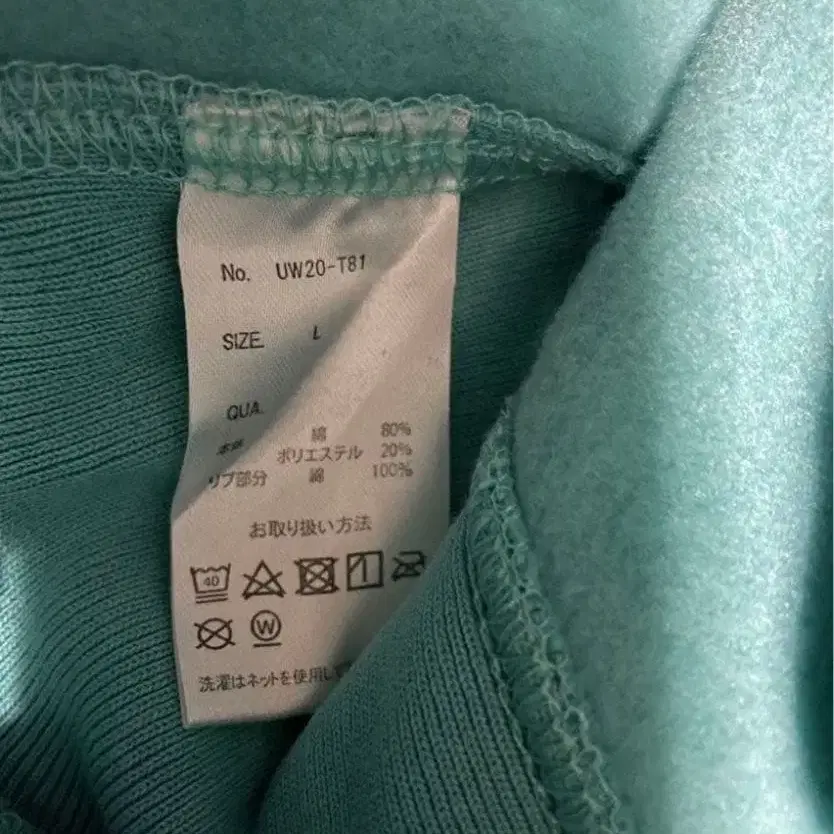 No. UW20-T81
SIZE. L
QUA.
本体 綿 80%
ポリエステル 20%
リブ部分 綿 100%
お取り扱い方法
40
W
洗濯はネットを使用し